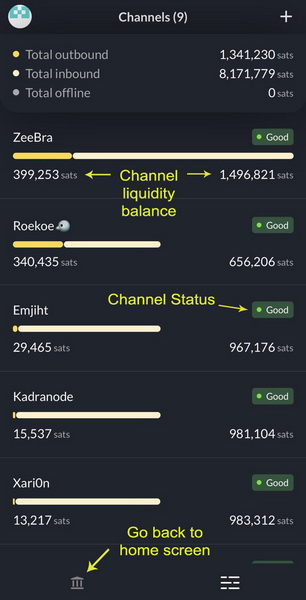 Channels (9)
Total outbound 1,341,230 sats
Total inbound 8,171,779 sats
Total offline 0 sats
ZeeBra Good
399,253 sats Channel liquidity balance 1,496,821 sats
Roekoe Good
340,435 sats 656,206 sats
Channel Status
Emjiht Good
29,465 sats 967,176 sats
Kadranode Good
15,537 sats 981,104 sats
Xari0n Good
13,217 sats 983,312 sats
Go back to
home screen